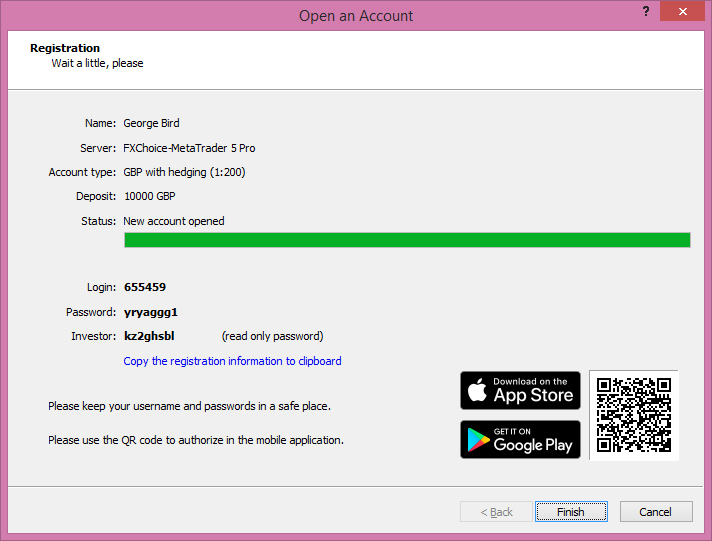 Open an Account
?
Registration
Wait a little, please
Name: George Bird
Server: FXChoice-MetaTrader 5 Pro
Account type: GBP with hedging (1:200)
Deposit: 10000 GBP
Status: New account opened
Login: 655459
Password: yryaggg1
Investor: kz2ghsbl (read only password)
Copy the registration information to clipboard
Please keep your username and passwords in a safe place.
Please use the QR code to authorize in the mobile application.
Download on the
App Store
GET IT ON
Google Play
< Back Finish Cancel